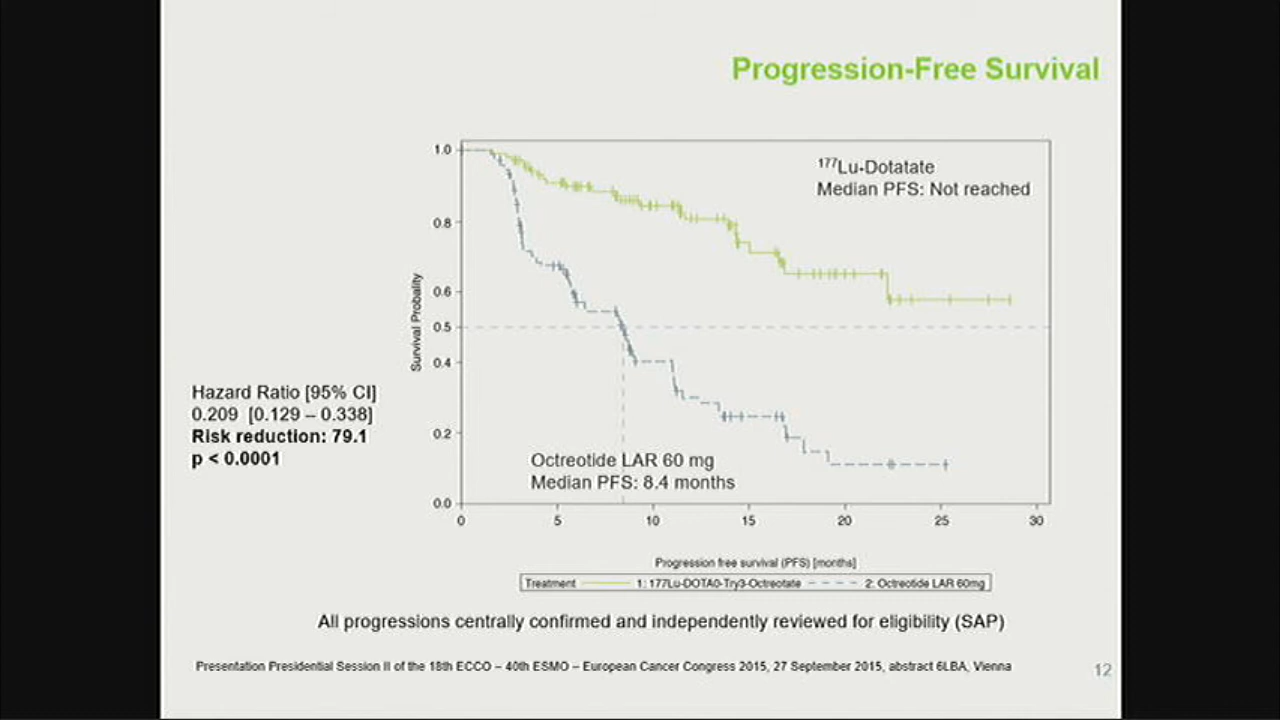 Progression-Free Survival
¹⁷⁷Lu-Dotatate
Median PFS: Not reached
1.0
0.8
0.6
0.5
0.4
0.2
0.0
Survival Probality
Hazard Ratio [95% CI]
0.209 [0.129 – 0.338]
Risk reduction: 79.1
p < 0.0001
Octreotide LAR 60 mg
Median PFS: 8.4 months
0 5 10 15 20 25 30
Progression free survival (PFS) [months]
Treatment 1: 177Lu-DOTA0-Try3-Octreotate 2: Octreotide LAR 60mg
All progressions centrally confirmed and independently reviewed for eligibility (SAP)
Presentation Presidential Session II of the 18th ECCO – 40th ESMO – European Cancer Congress 2015, 27 September 2015, abstract 6LBA, Vienna
12